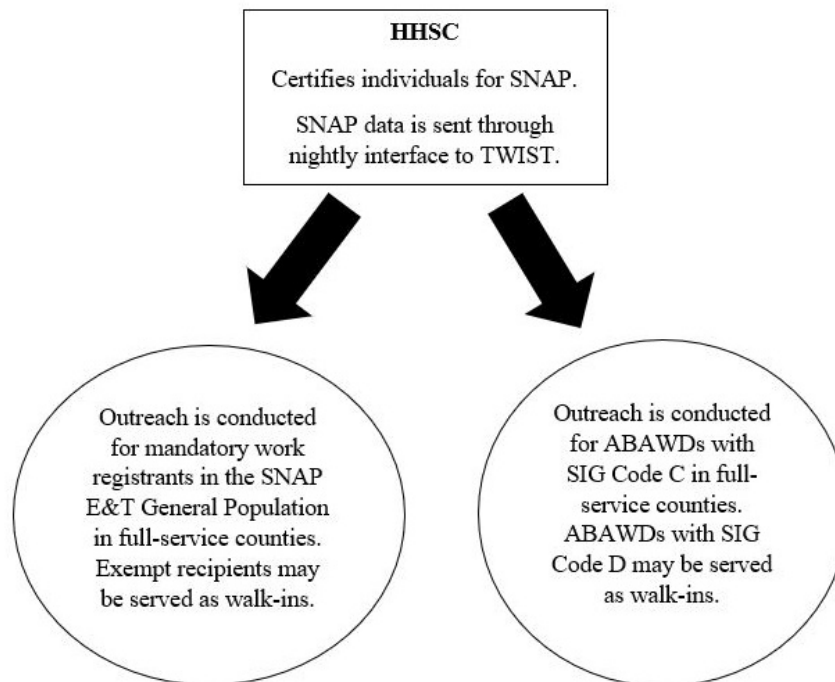 HHSC
Certifies individuals for SNAP.
SNAP data is sent through
nightly interface to TWIST.
Outreach is conducted
for mandatory work
registrants in the SNAP
E&T General Population
in full-service counties.
Exempt recipients may
be served as walk-ins.
Outreach is conducted
for ABAWDs with
SIG Code C in full-
service counties.
ABAWDs with SIG
Code D may be served
as walk-ins.